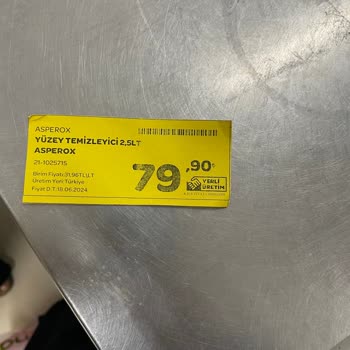 ASPEROX
YÜZEY TEMİZLEYİCİ 2,5LT
ASPEROX
21-1025715
79,90₺
Birim Fiyatı:31,96TL\LT
Üretim Yeri Türkiye
Fiyat D.T:13.06.2024
YERLİ
ÜRETİM